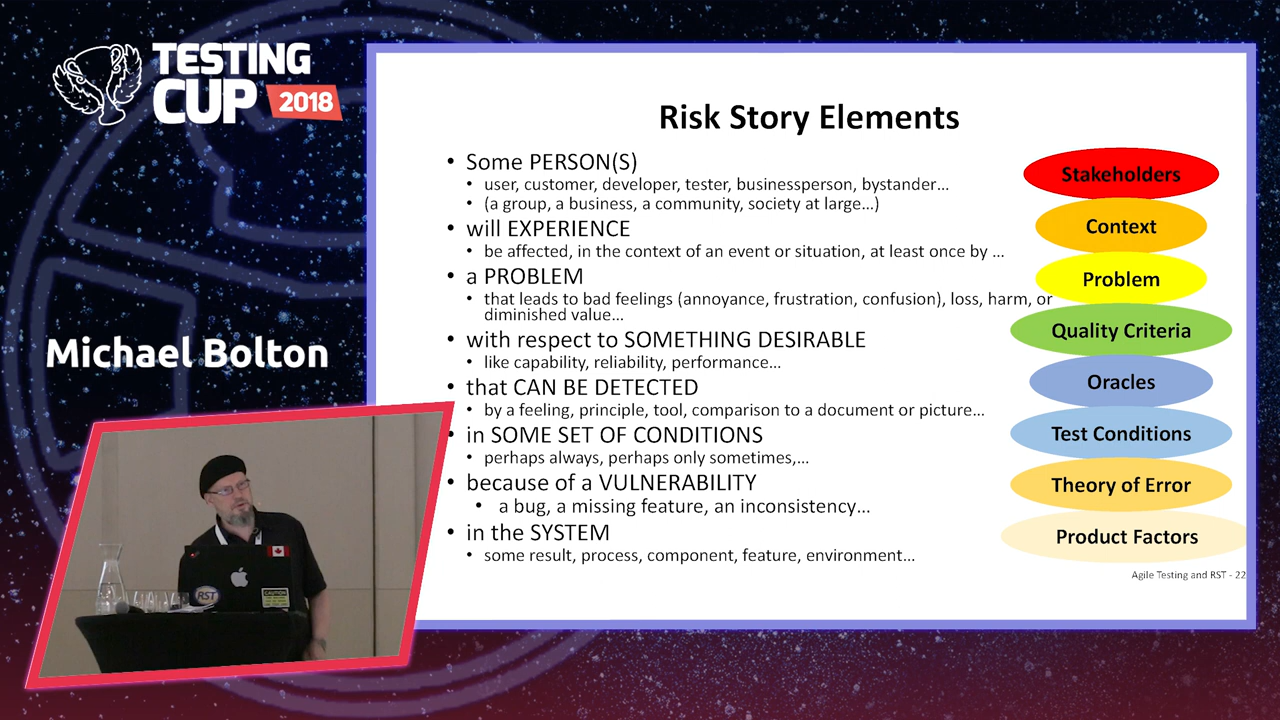 TESTING
CUP
2018
Michael Bolton
RST
CAUTION
Risk Story Elements
• Some PERSON(S)
• user, customer, developer, tester, businessperson, bystander…
• (a group, a business, a community, society at large…)
• will EXPERIENCE
• be affected, in the context of an event or situation, at least once by …
• a PROBLEM
• that leads to bad feelings (annoyance, frustration, confusion), loss, harm, or
diminished value…
• with respect to SOMETHING DESIRABLE
• like capability, reliability, performance…
• that CAN BE DETECTED
• by a feeling, principle, tool, comparison to a document or picture…
• in SOME SET OF CONDITIONS
• perhaps always, perhaps only sometimes,…
• because of a VULNERABILITY
• a bug, a missing feature, an inconsistency…
• in the SYSTEM
• some result, process, component, feature, environment…
Stakeholders
Context
Problem
Quality Criteria
Oracles
Test Conditions
Theory of Error
Product Factors
Agile Testing and RST - 22